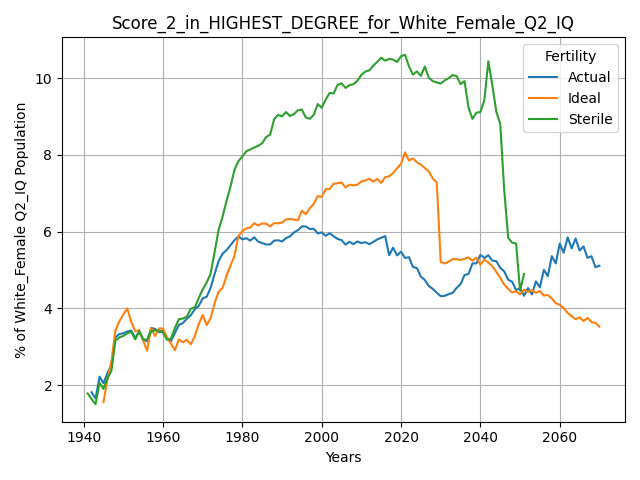 Score_2_in_HIGHEST_DEGREE_for_White_Female_Q2_IQ
% of White_Female Q2_IQ Population
10
8
6
4
2
Fertility
Actual
Ideal
Sterile
1940 1960 1980 2000 2020 2040 2060
Years